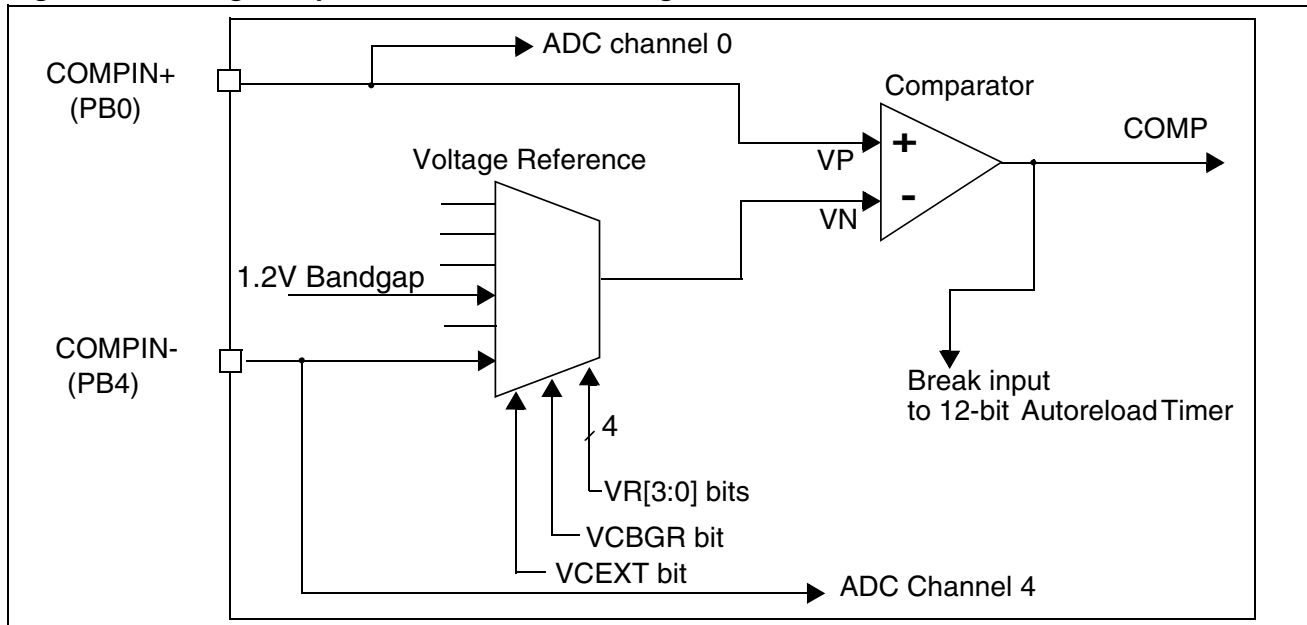 ADC channel 0
COMPIN+
(PB0)
Comparator
COMP
+
VP
Voltage Reference
-
VN
1.2V Bandgap
COMPIN-
(PB4)
Break input
to 12-bit Autoreload Timer
4
VR[3:0] bits
VCBGR bit
VCEXT bit
ADC Channel 4